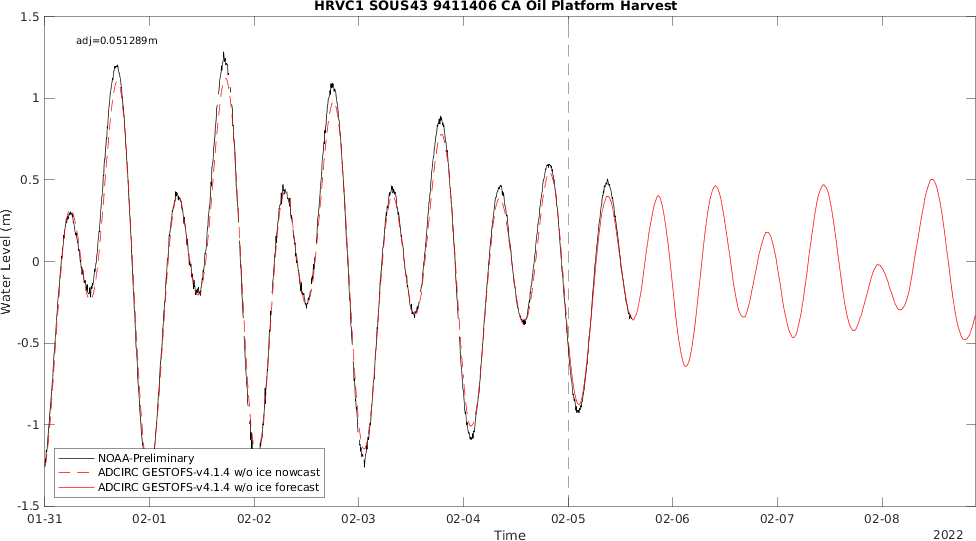 HRVC1 SOUS43 9411406 CA Oil Platform Harvest
adj=0.051289m
1.5
1
0.5
0
-0.5
-1
-1.5
Water Level (m)
NOAA-Preliminary
ADCIRC GESTOFS-v4.1.4 w/o ice nowcast
ADCIRC GESTOFS-v4.1.4 w/o ice forecast
01-31 02-01 02-02 02-03 02-04 02-05 02-06 02-07 02-08
Time
2022